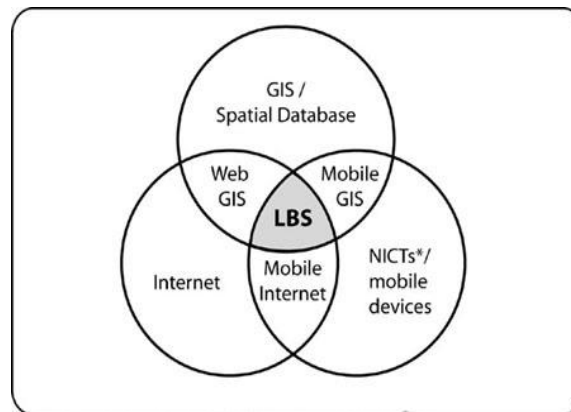 GIS /
Spatial Database
Web
GIS
Mobile
GIS
LBS
Internet
Mobile
Internet
NICTs*/
mobile
devices